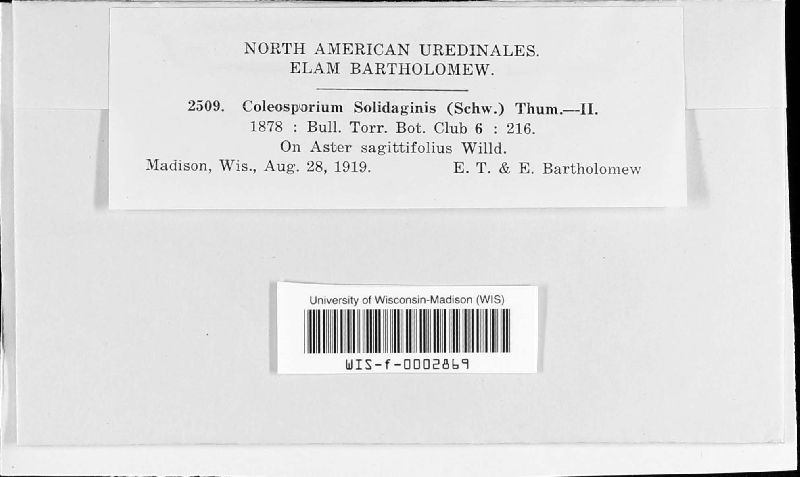 NORTH AMERICAN UREDINALES.
ELAM BARTHOLOMEW.
2509. Coleosporium Solidaginis (Schw.) Thum.—II.
1878 : Bull. Torr. Bot. Club 6 : 216.
On Aster sagittifolius Willd.
Madison, Wis., Aug. 28, 1919. E. T. & E. Bartholomew
University of Wisconsin-Madison (WIS)
WIS-f-0002869